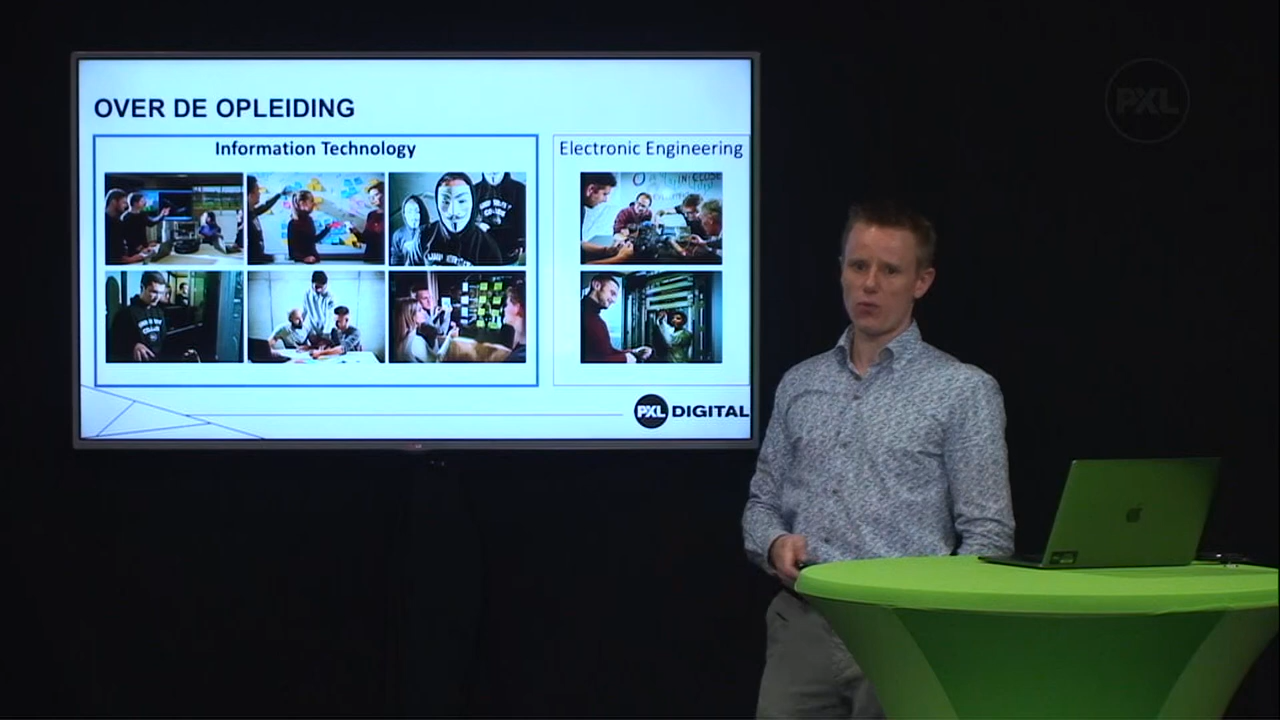 OVER DE OPLEIDING
Information Technology
Electronic Engineering
PXL DIGITAL
PXL